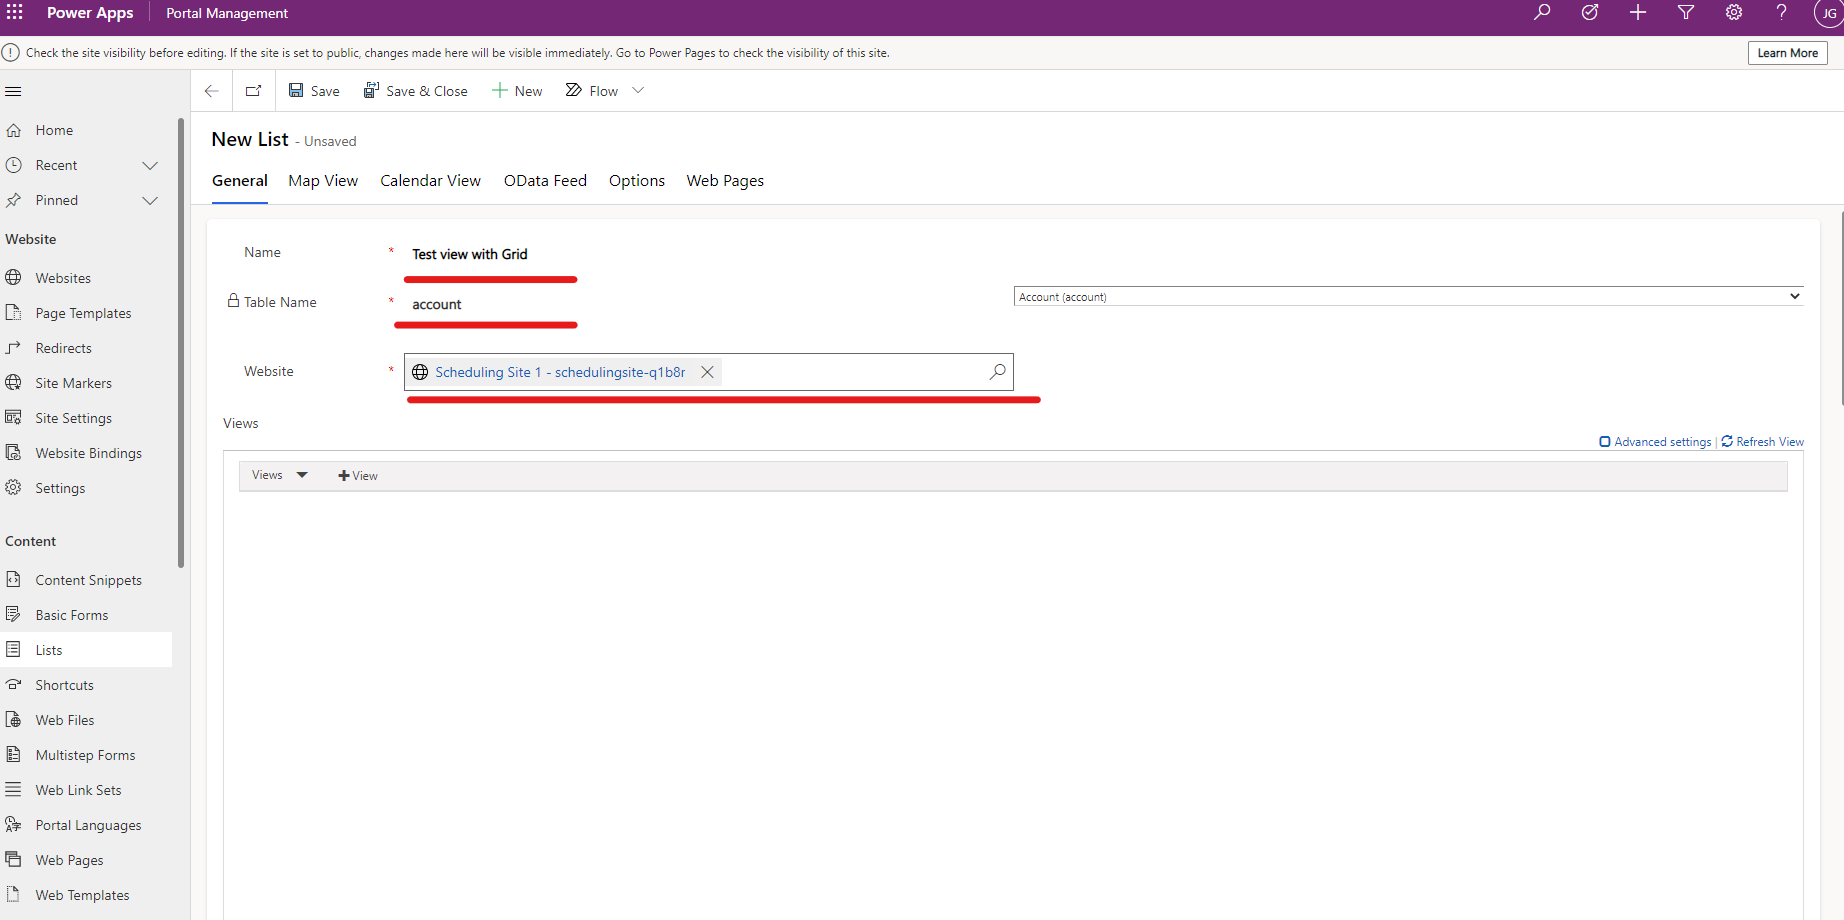 Power Apps Portal Management JG
Check the site visibility before editing. If the site is set to public, changes made here will be visible immediately. Go to Power Pages to check the visibility of this site. Learn More
Save Save & Close New Flow
Home
Recent
Pinned
Website
Websites
Page Templates
Redirects
Site Markers
Site Settings
Website Bindings
Settings
Content
Content Snippets
Basic Forms
Lists
Shortcuts
Web Files
Multistep Forms
Web Link Sets
Portal Languages
Web Pages
Web Templates
New List - Unsaved
General Map View Calendar View OData Feed Options Web Pages
Name * Test view with Grid
Table Name * account Account (account)
Website * Scheduling Site 1 - schedulingsite-q1b8r
Views
Advanced settings | Refresh View
Views View